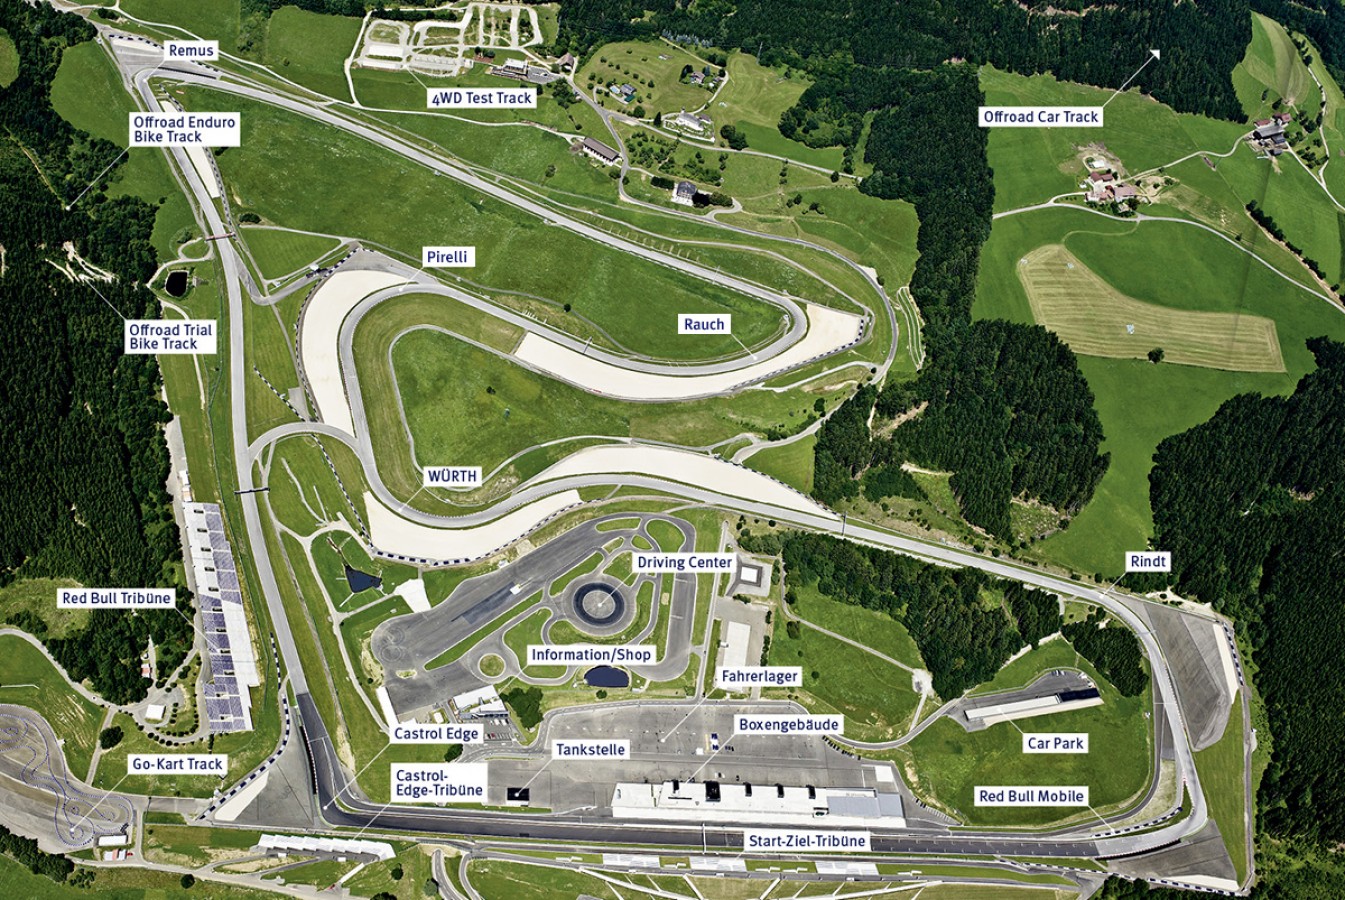 Remus
4WD Test Track
Offroad Car Track
Offroad Enduro
Bike Track
Pirelli
Rauch
Offroad Trial
Bike Track
WÜRTH
Driving Center
Rindt
Red Bull Tribüne
Information/Shop
Fahrerlager
Boxengebäude
Castrol Edge
Tankstelle
Car Park
Go-Kart Track
Castrol-
Edge-Tribüne
Red Bull Mobile
Start-Ziel-Tribüne